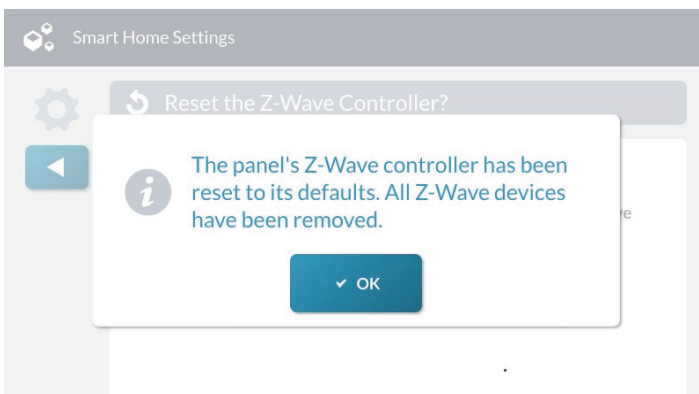 Smart Home Settings
Reset the Z-Wave Controller?
The panel's Z-Wave controller has been
reset to its defaults. All Z-Wave devices
have been removed.
OK